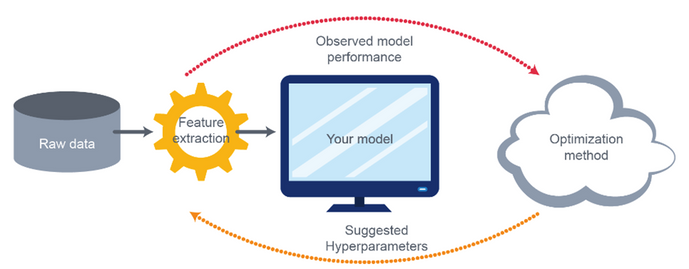 Observed model
performance
Raw data
Feature
extraction
Your model
Optimization
method
Suggested
Hyperparameters